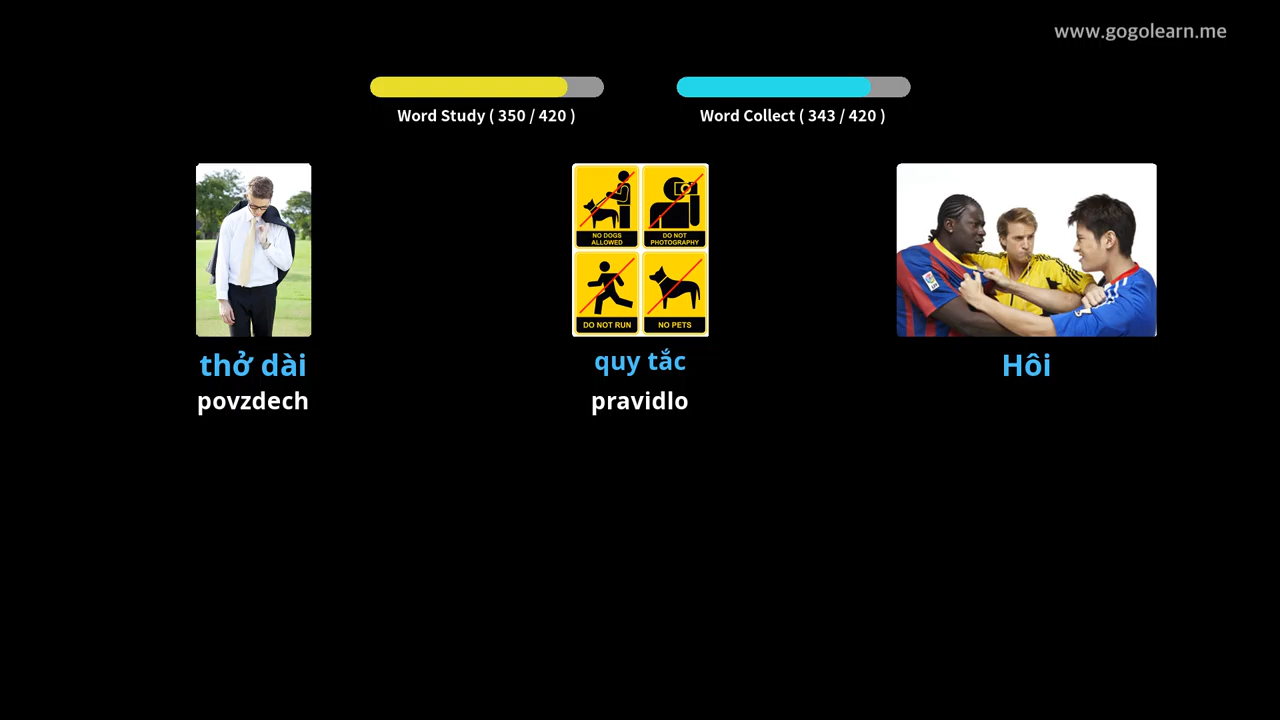 www.gogolearn.me
Word Study ( 350 / 420 )
Word Collect ( 343 / 420 )
NO DOGS
ALLOWED
DO NOT
PHOTOGRAPHY
DO NOT RUN
NO PETS
thở dài
quy tắc
Hôi
povzdech
pravidlo